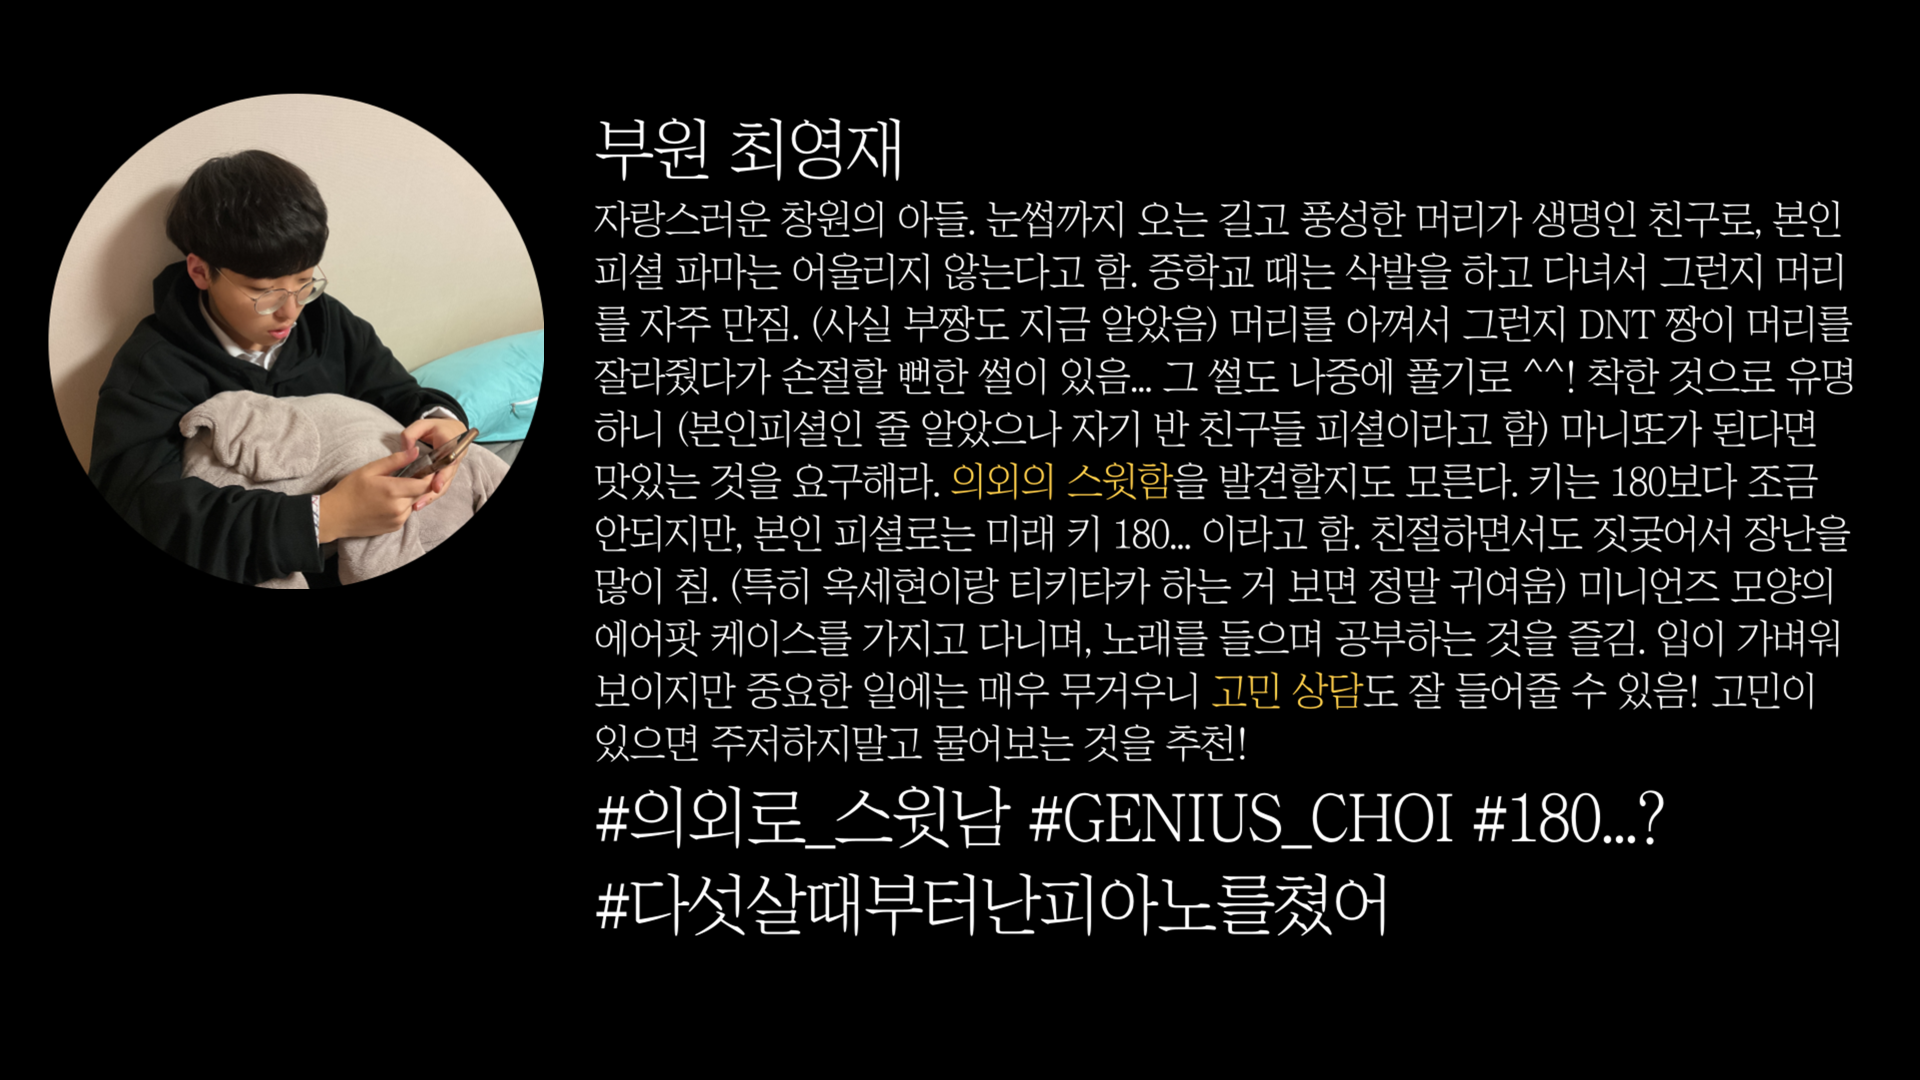 부원 최영재
자랑스러운 창원의 아들. 눈썹까지 오는 길고 풍성한 머리가 생명인 친구로, 본인
피셜 파마는 어울리지 않는다고 함. 중학교 때는 삭발을 하고 다녀서 그런지 머리
를 자주 만짐. (사실 부짱도 지금 알았음) 머리를 아껴서 그런지 DNT 짱이 머리를
잘라줬다가 손절할 뻔한 썰이 있음... 그 썰도 나중에 풀기로 ^^! 착한 것으로 유명
하니 (본인피셜인 줄 알았으나 자기 반 친구들 피셜이라고 함) 마니또가 된다면
맛있는 것을 요구해라. 의외의 스윗함을 발견할지도 모른다. 키는 180보다 조금
안되지만, 본인 피셜로는 미래 키 180... 이라고 함. 친절하면서도 짓궂어서 장난을
많이 침. (특히 옥세현이랑 티키타카 하는 거 보면 정말 귀여움) 미니언즈 모양의
에어팟 케이스를 가지고 다니며, 노래를 들으며 공부하는 것을 즐김. 입이 가벼워
보이지만 중요한 일에는 매우 무거우니 고민 상담도 잘 들어줄 수 있음! 고민이
있으면 주저하지말고 물어보는 것을 추천!
#의외로_스윗남 #GENIUS_CHOI #180...?
#다섯살때부터난피아노를쳤어